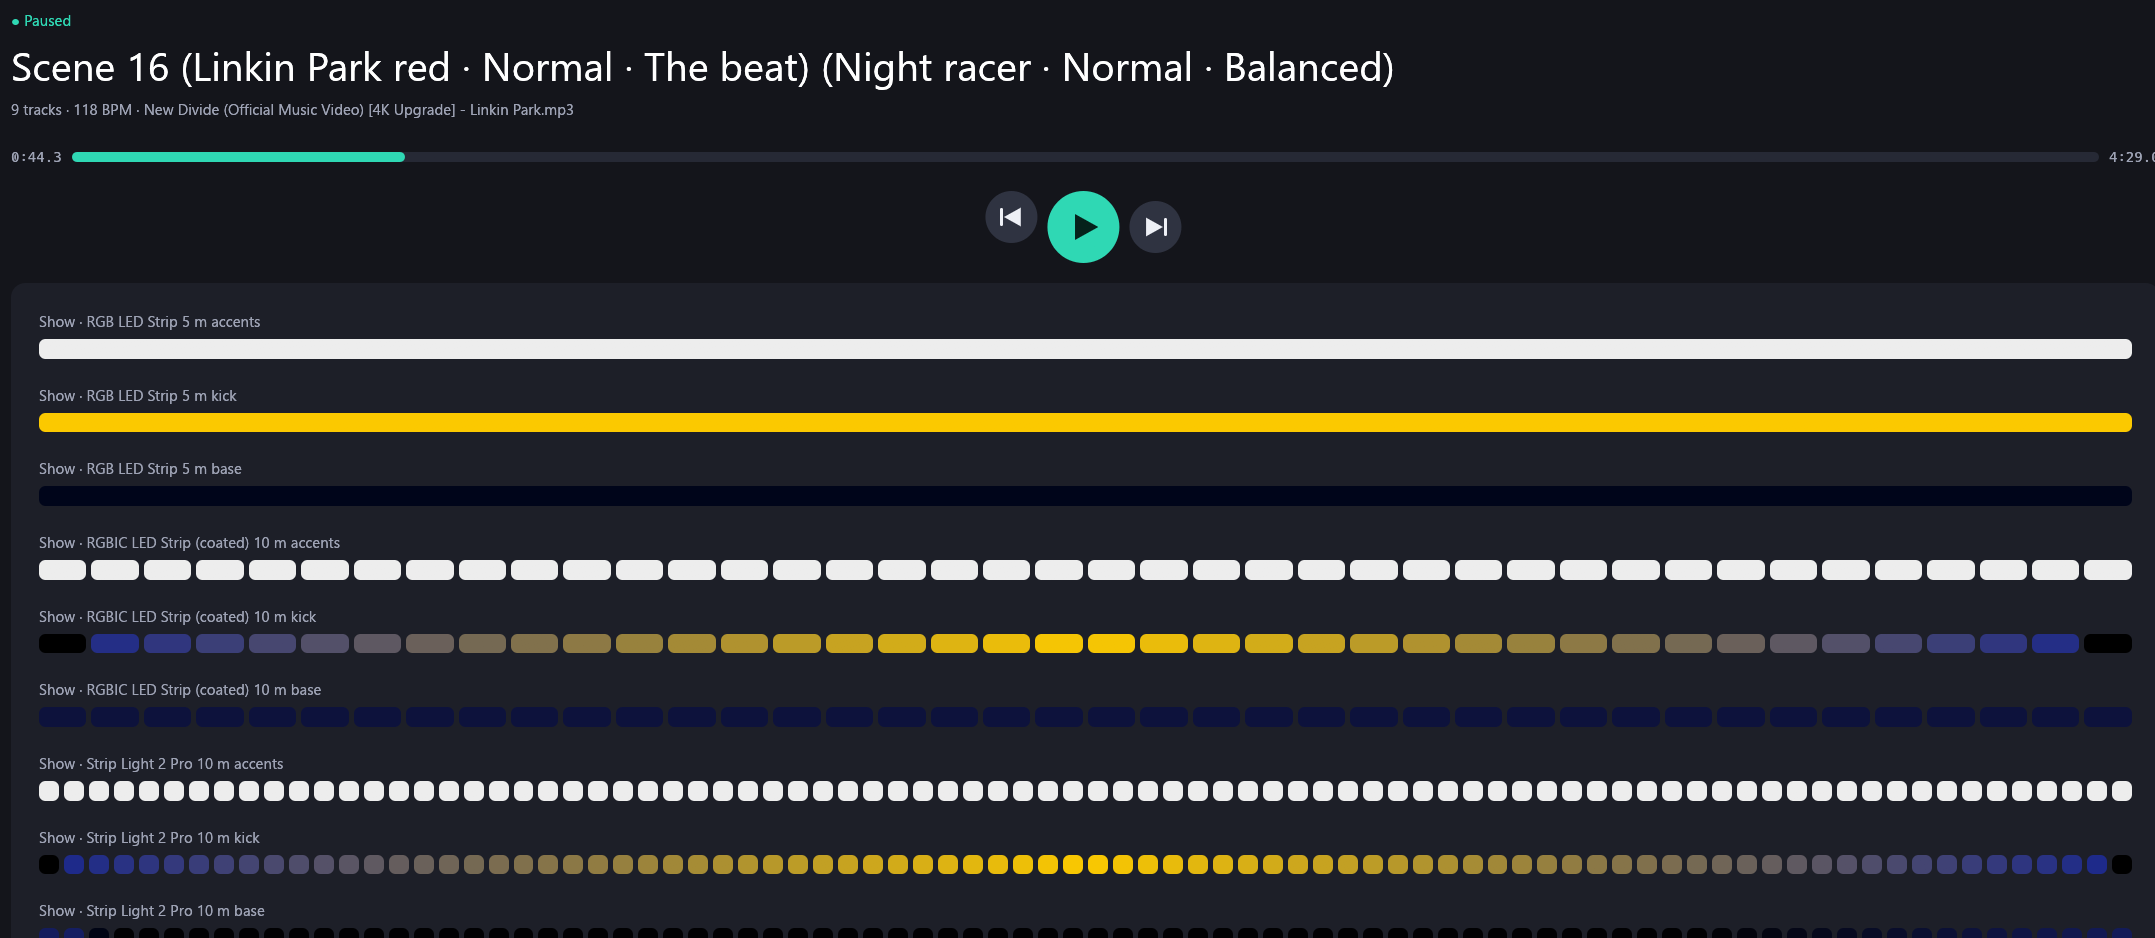 ● Paused
Scene 16 (Linkin Park red · Normal · The beat) (Night racer · Normal · Balanced)
9 tracks · 118 BPM · New Divide (Official Music Video) [4K Upgrade] - Linkin Park.mp3
0:44.3
4:29.0
Show · RGB LED Strip 5 m accents
Show · RGB LED Strip 5 m kick
Show · RGB LED Strip 5 m base
Show · RGBIC LED Strip (coated) 10 m accents
Show · RGBIC LED Strip (coated) 10 m kick
Show · RGBIC LED Strip (coated) 10 m base
Show · Strip Light 2 Pro 10 m accents
Show · Strip Light 2 Pro 10 m kick
Show · Strip Light 2 Pro 10 m base